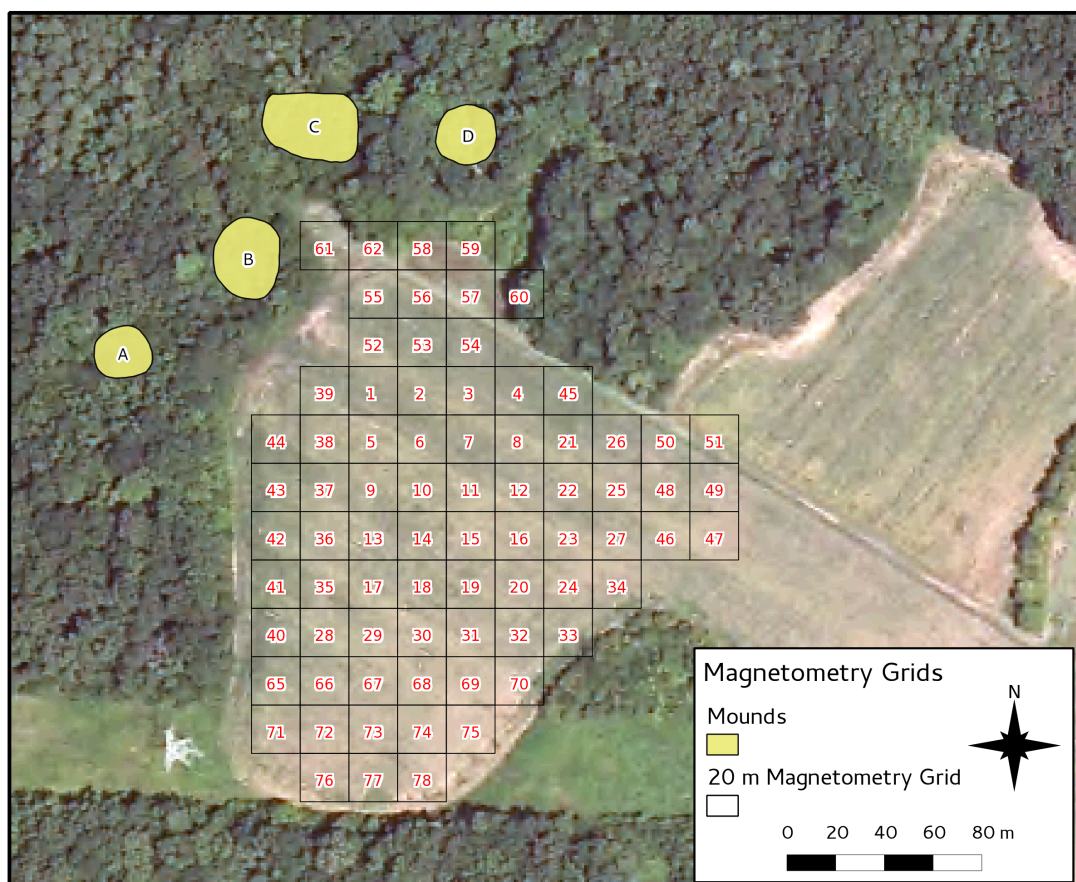 C
D
B
61 62 58 59
55 56 57 60
52 53 54
A
39 1 2 3 4 45
44 38 5 6 7 8 21 26 50 51
43 37 9 10 11 12 22 25 48 49
42 36 13 14 15 16 23 27 46 47
41 35 17 18 19 20 24 34
40 28 29 30 31 32 33
65 66 67 68 69 70
71 72 73 74 75
76 77 78
Magnetometry Grids
Mounds
20 m Magnetometry Grid
N
0 20 40 60 80 m